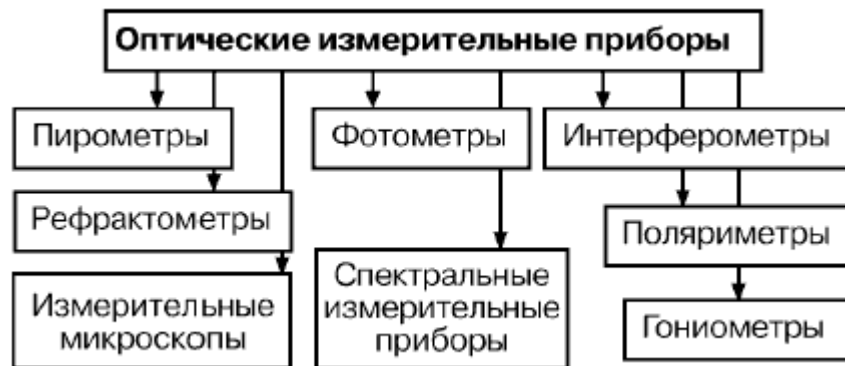 Оптические измерительные приборы
Пирометры
Фотометры
Интерферометры
Рефрактометры
Поляриметры
Измерительные
микроскопы
Спектральные
измерительные
приборы
Гониометры